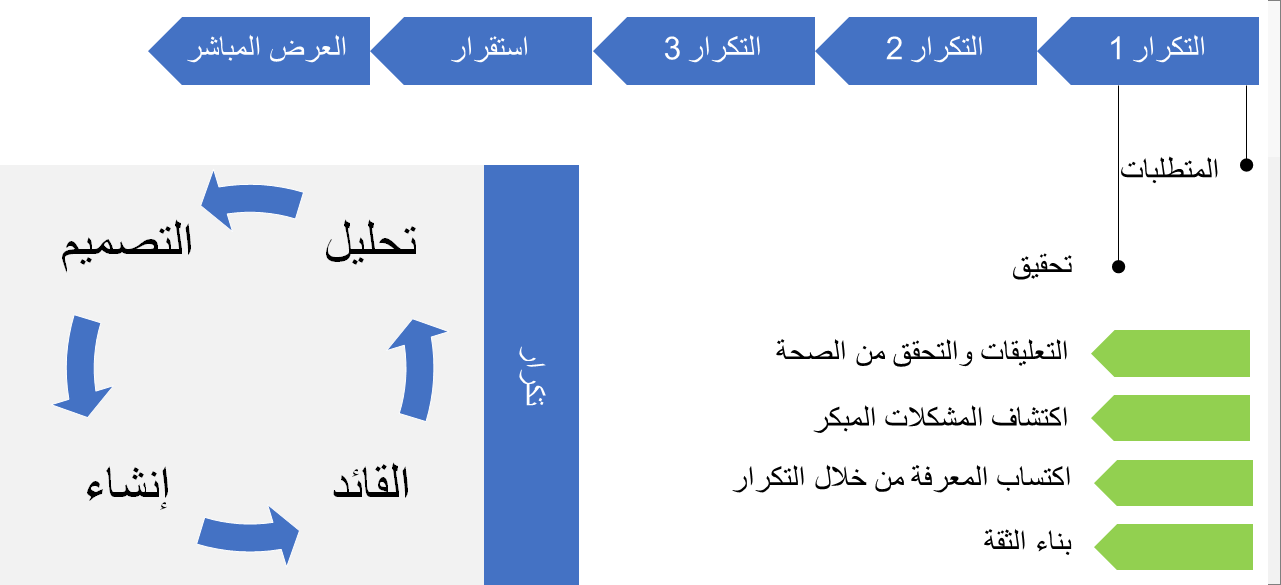 التكرار 1
التكرار 2
التكرار 3
استقرار
العرض المباشر
المتطلبات
تحقيق
التعليقات والتحقق من الصحة
اكتشاف المشكلات المبكر
اكتساب المعرفة من خلال التكرار
بناء الثقة
تكرار
تحليل
التصميم
إنشاء
القائد